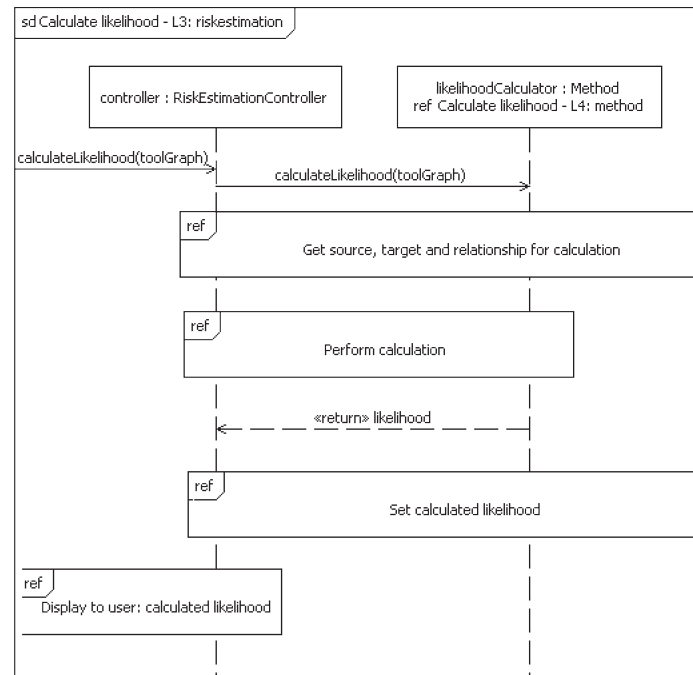 sd Calculate likelihood - L3: riskestimation
controller : RiskEstimationController
likelihoodCalculator : Method
ref Calculate likelihood - L4: method
calculateLikelihood(toolGraph)
calculateLikelihood(toolGraph)
ref
Get source, target and relationship for calculation
ref
Perform calculation
«return» likelihood
ref
Set calculated likelihood
ref
Display to user: calculated likelihood